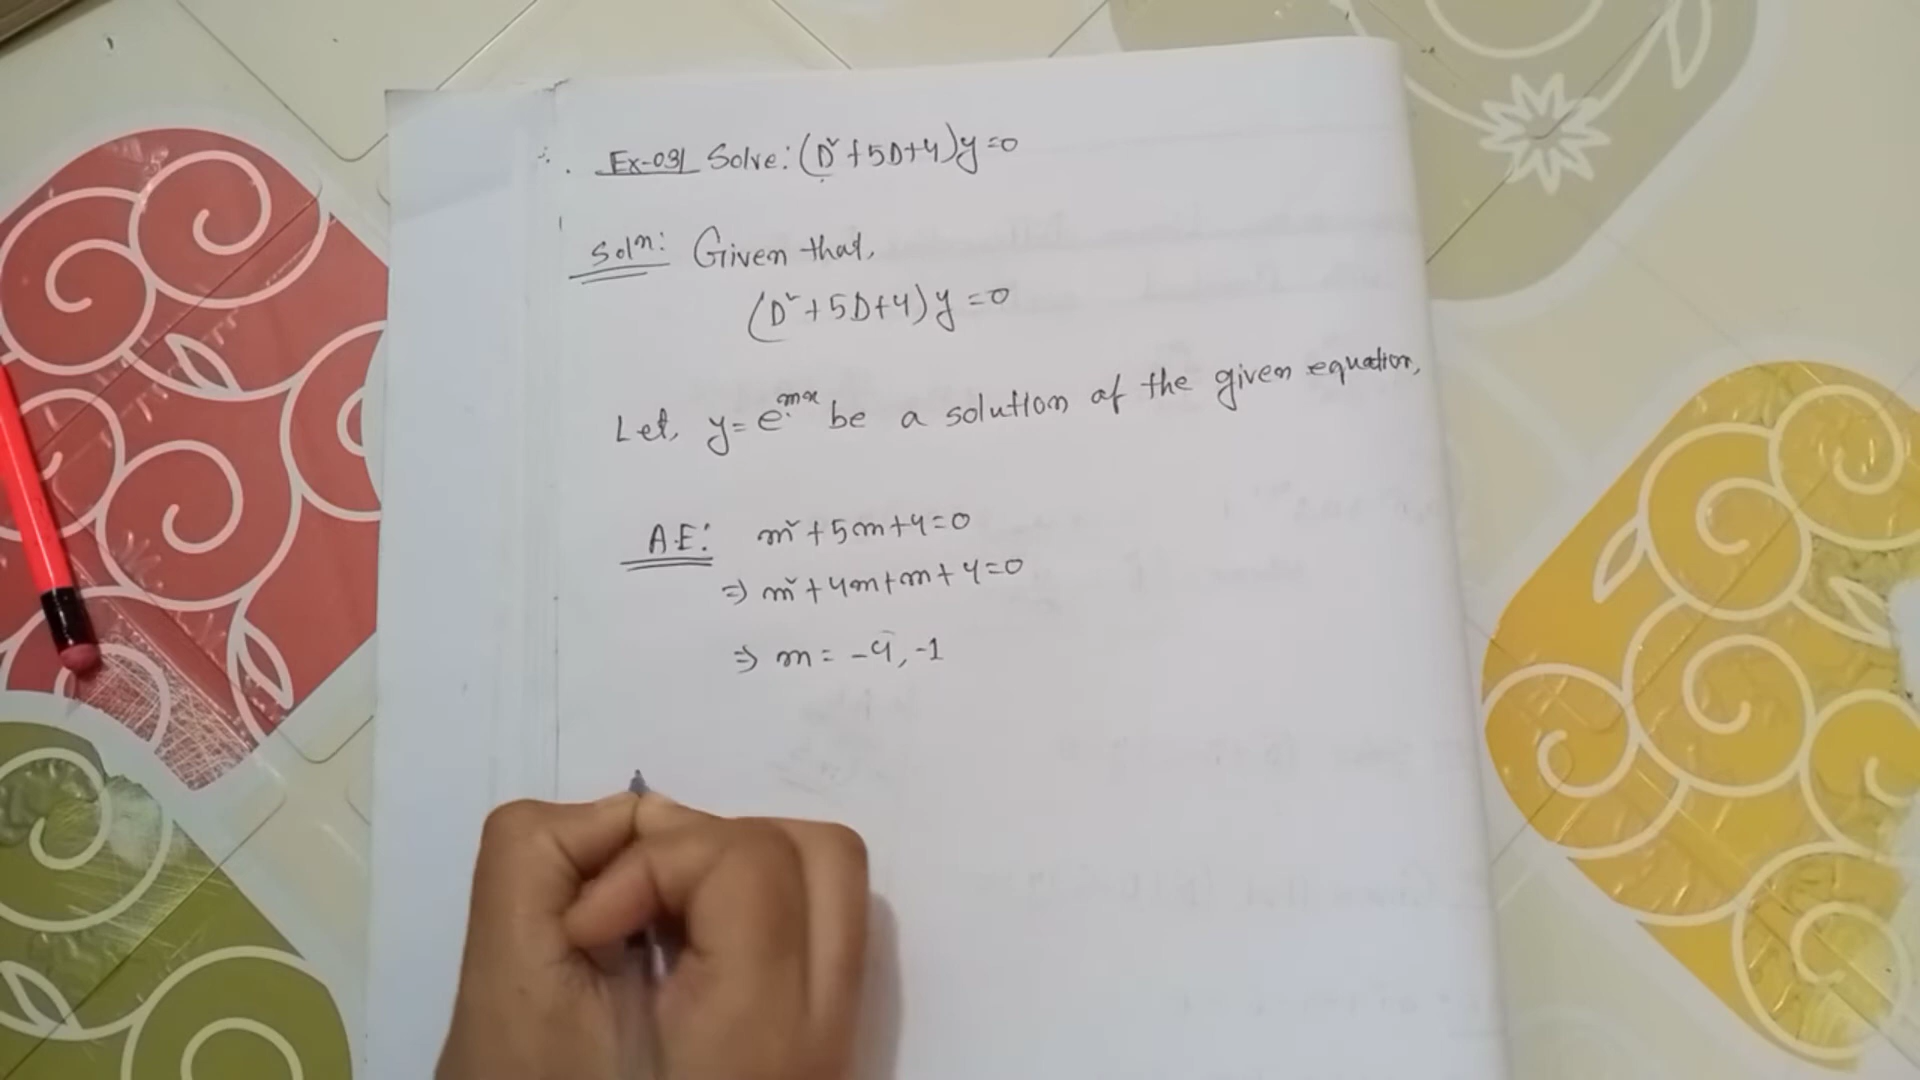 Ex-03/ Solve: (D² + 5D + 4)y = 0
Solⁿ: Given that,
(D² + 5D + 4) y = 0
Let, y = e^mx be a solution of the given equation,
A.E: m² + 5m + 4 = 0
⇒ m² + 4m + m + 4 = 0
⇒ m = -4, -1